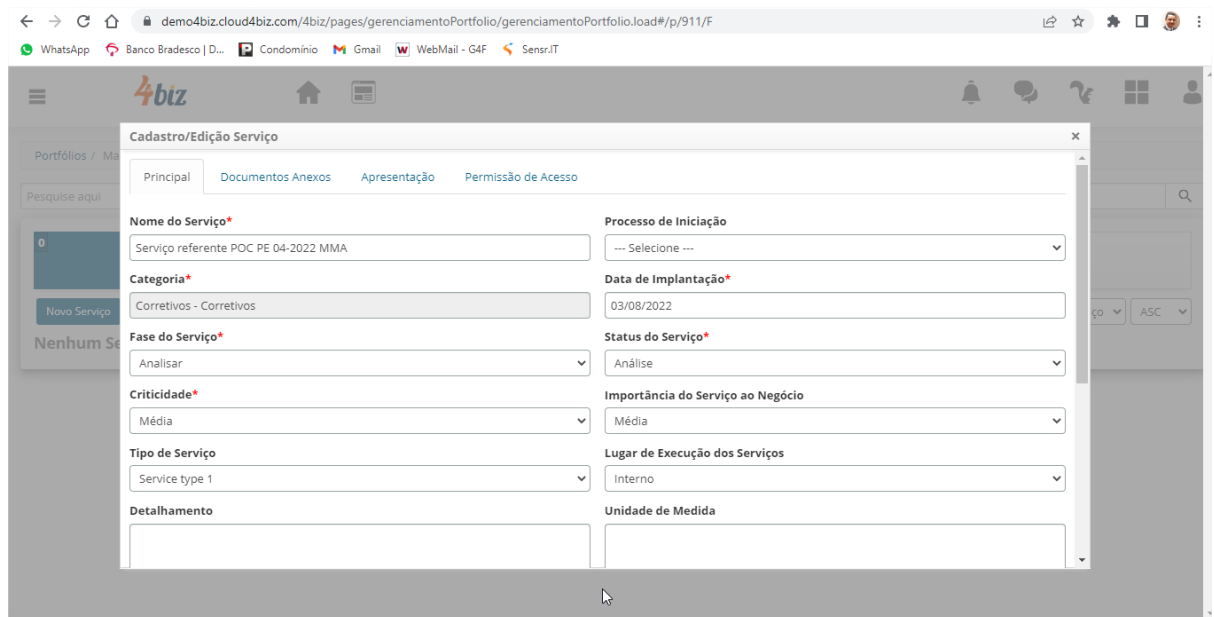 demo4biz.cloud4biz.com/4biz/pages/gerenciamentoPortfolio/gerenciamentoPortfolio.load#/p/911/F
WhatsApp Banco Bradesco | D... Condomínio Gmail WebMail - G4F Sensr.IT
4biz
Cadastro/Edição Serviço ×
Portfólios / Ma
Principal Documentos Anexos Apresentação Permissão de Acesso
Pesquise aqui
Nome do Serviço* Processo de Iniciação
Serviço referente POC PE 04-2022 MMA --- Selecione ---
0
Categoria* Data de Implantação*
Novo Serviço Corretivos - Corretivos 03/08/2022 ço ASC
Fase do Serviço* Status do Serviço*
Nenhum Se
Analisar Análise
Criticidade* Importância do Serviço ao Negócio
Média Média
Tipo de Serviço Lugar de Execução dos Serviços
Service type 1 Interno
Detalhamento Unidade de Medida